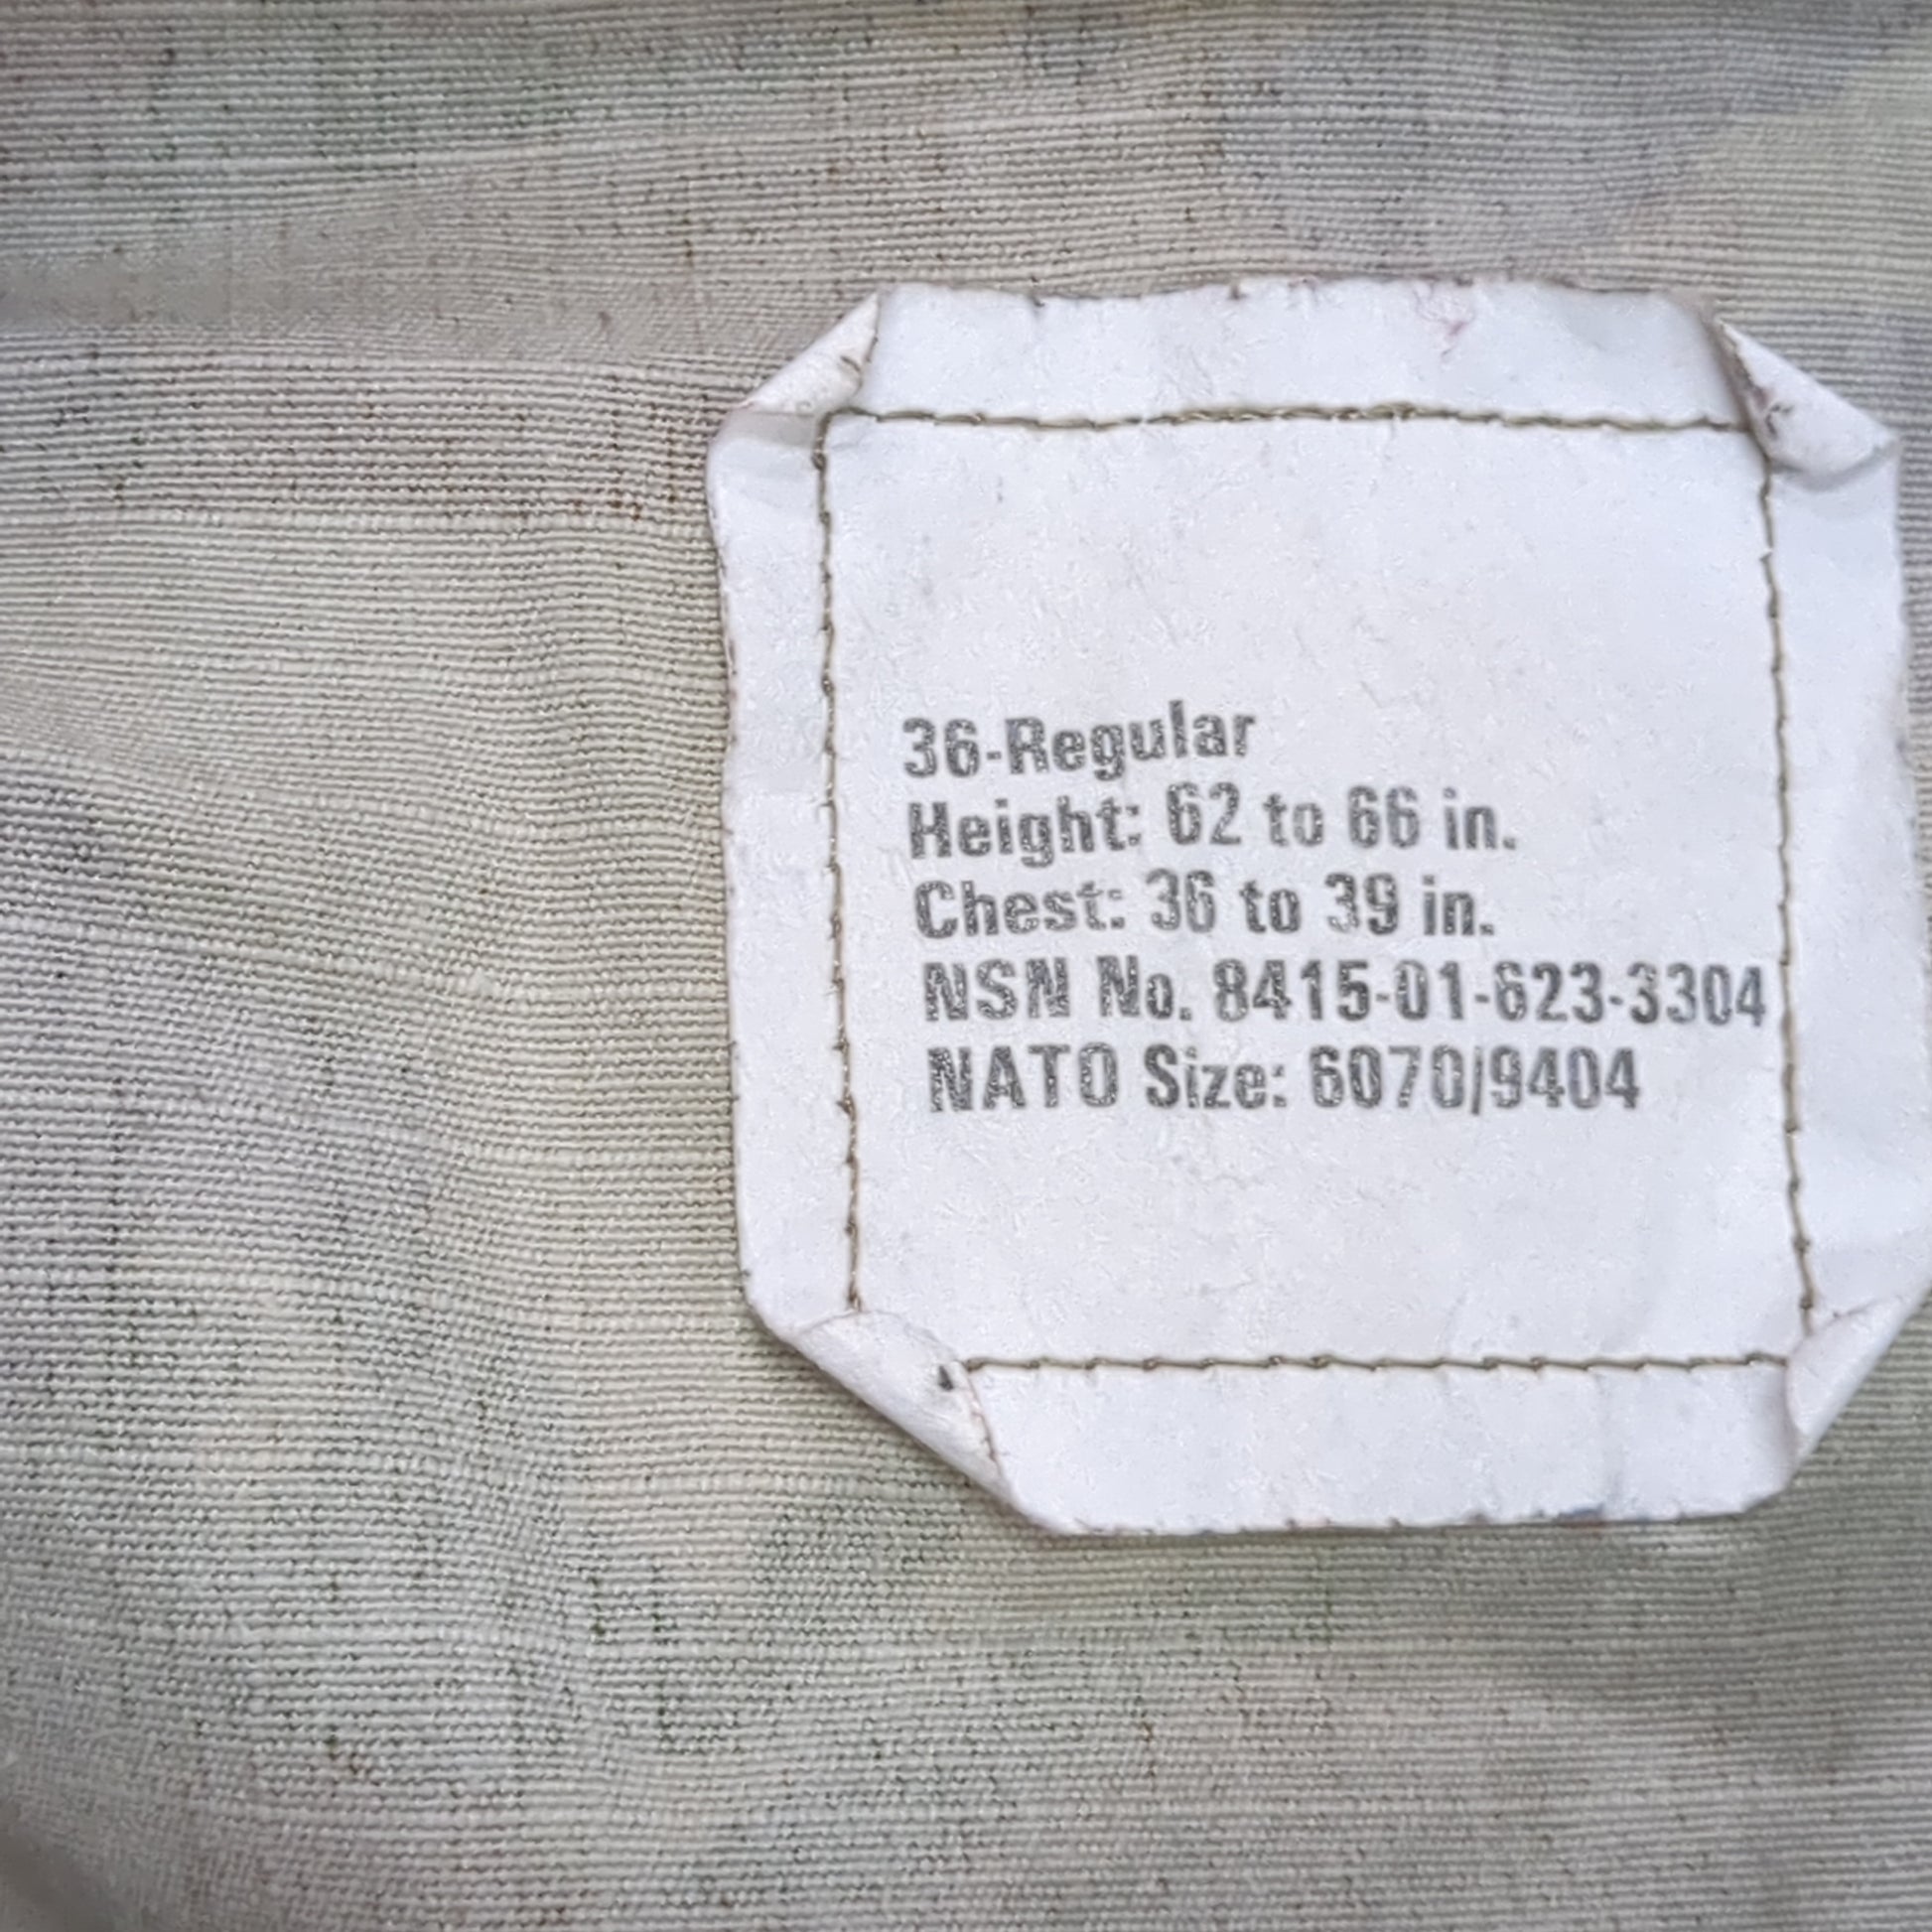 36-Regular
Height: 62 to 66 in.
Chest: 36 to 39 in.
NSN No. 8415-01-623-3304
NATO Size: 6070/9404